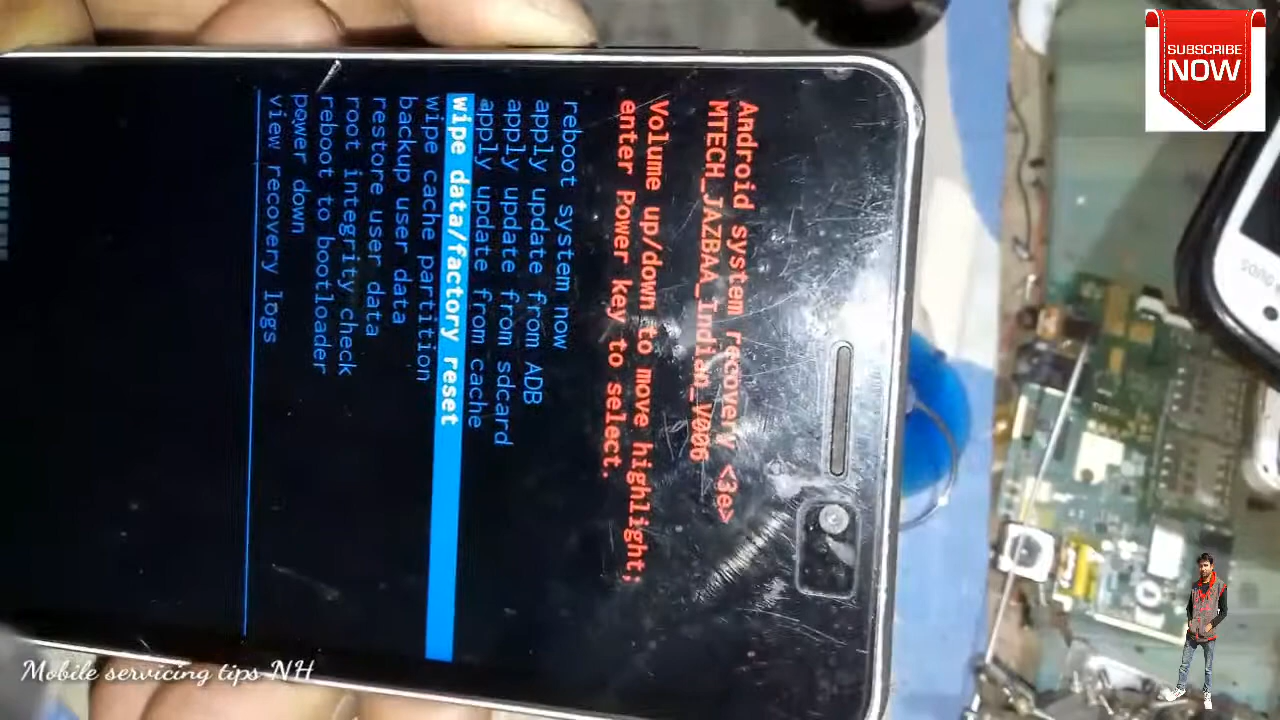 Android system recovery <3e>
MTECH_JAZBAA_Indian_V006
Volume up/down to move highlight;
enter Power key to select.
reboot system now
apply update from ADB
apply update from sdcard
apply update from cache
wipe data/factory reset
wipe cache partition
backup user data
restore user data
root integrity check
reboot to bootloader
power down
view recovery logs
SUBSCRIBE
NOW
Mobile servicing tips NH